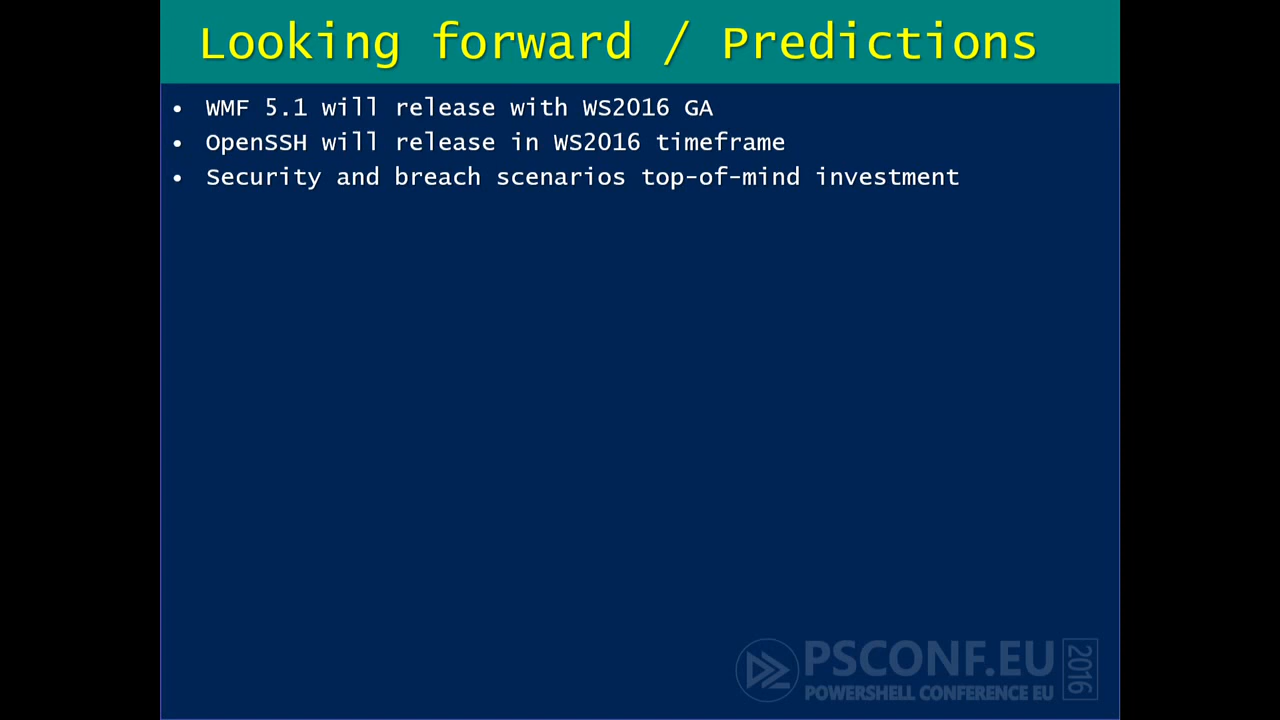 Looking forward / Predictions
• WMF 5.1 will release with WS2016 GA
• OpenSSH will release in WS2016 timeframe
• Security and breach scenarios top-of-mind investment
PSCONF.EU 2016
POWERSHELL CONFERENCE EU